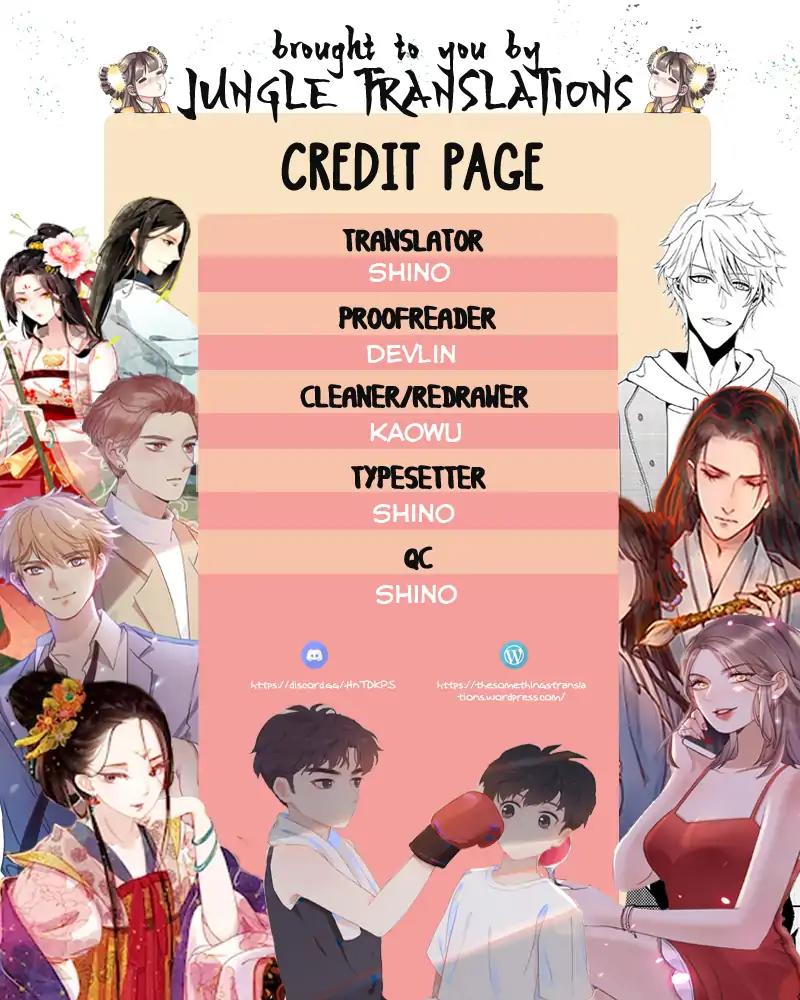 brought to you by
JUNGLE TRANSLATIONS
CREDIT PAGE
TRANSLATOR
SHINO
PROOFREADER
DEVLIN
CLEANER/REDRAWER
KAOWU
TYPESETTER
SHINO
QC
SHINO
https://thesomethingstransla
tions.wordpress.com/